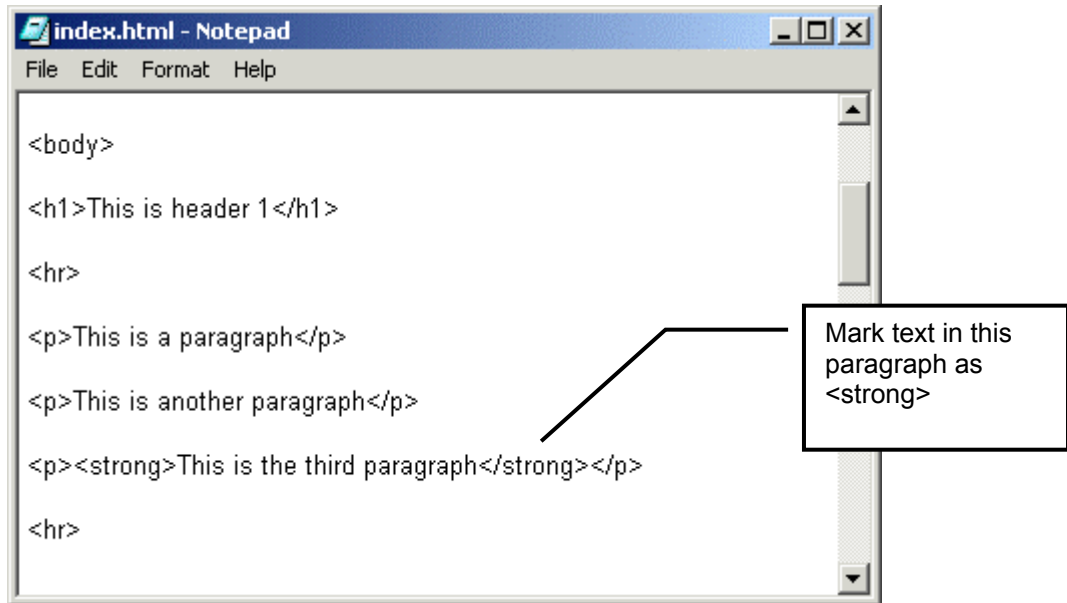 index.html - Notepad
File Edit Format Help
<body>
<h1>This is header 1</h1>
<hr>
<p>This is a paragraph</p>
<p>This is another paragraph</p>
<p><strong>This is the third paragraph</strong></p>
<hr>
Mark text in this
paragraph as
<strong>